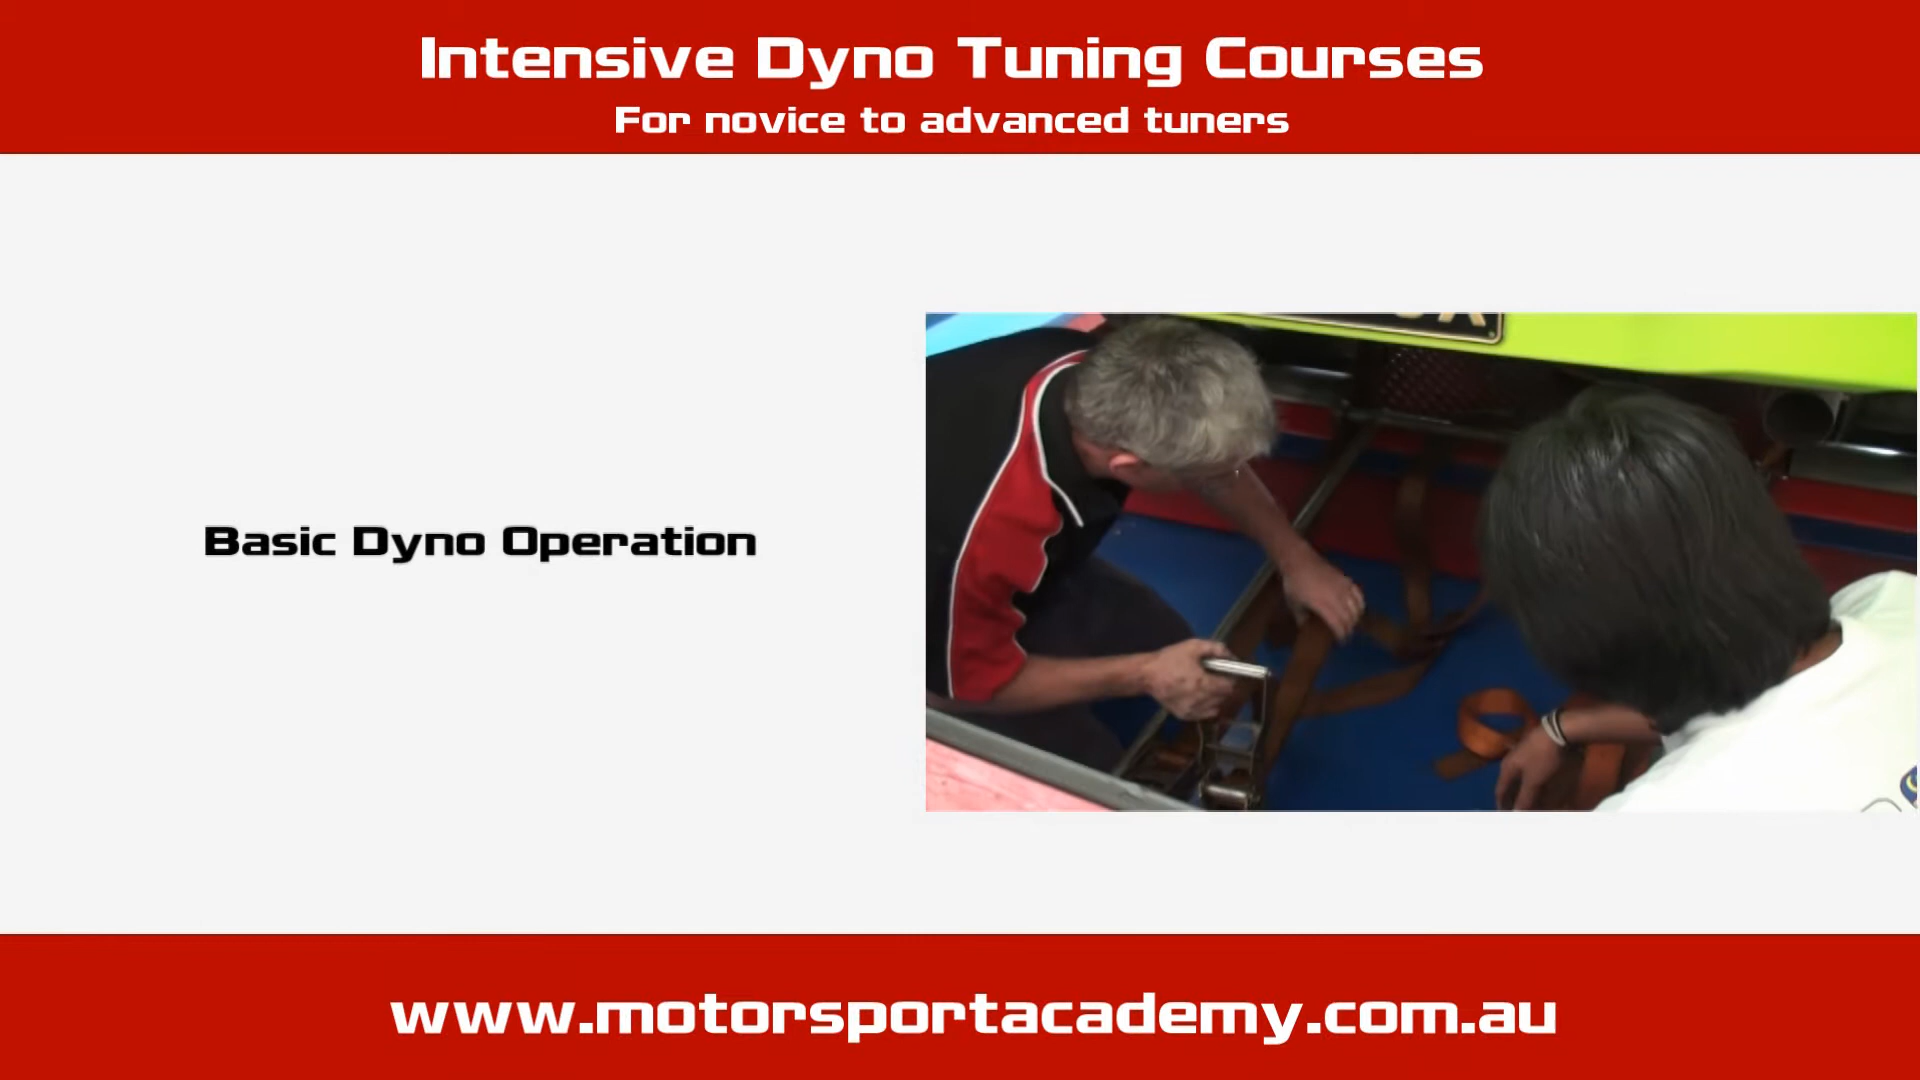 Intensive Dyno Tuning Courses
For novice to advanced tuners
Basic Dyno Operation
www.motorsportacademy.com.au